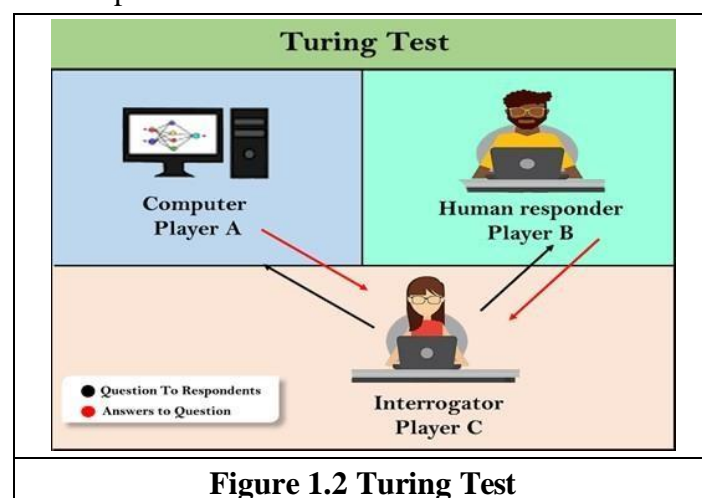 Turing Test
Computer
Player A
Human responder
Player B
Question To Respondents
Answers to Question
Interrogator
Player C
Figure 1.2 Turing Test